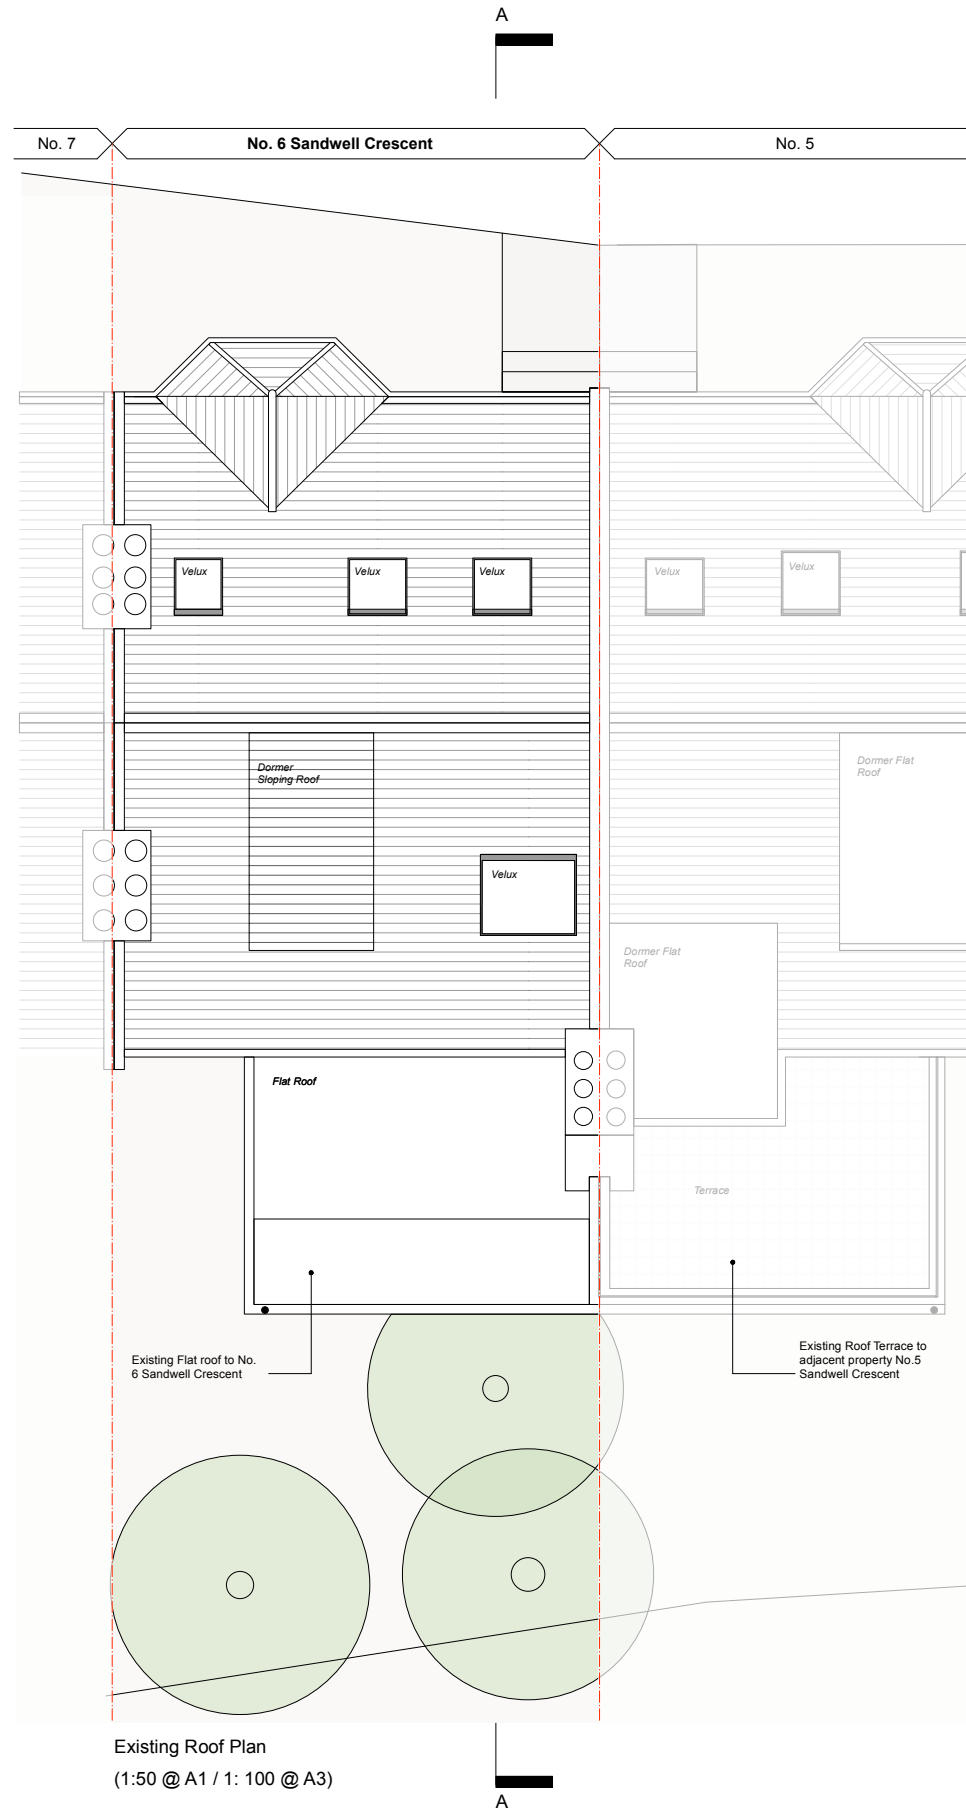 A
No. 7
No. 6 Sandwell Crescent
No. 5
Velux
Velux
Velux
Velux
Velux
Dormer
Sloping Roof
Dormer Flat
Roof
Velux
Dormer Flat
Roof
Flat Roof
Terrace
Existing Flat roof to No.
6 Sandwell Crescent
Existing Roof Terrace to
adjacent property No.5
Sandwell Crescent
Existing Roof Plan
(1:50 @ A1 / 1: 100 @ A3)
A